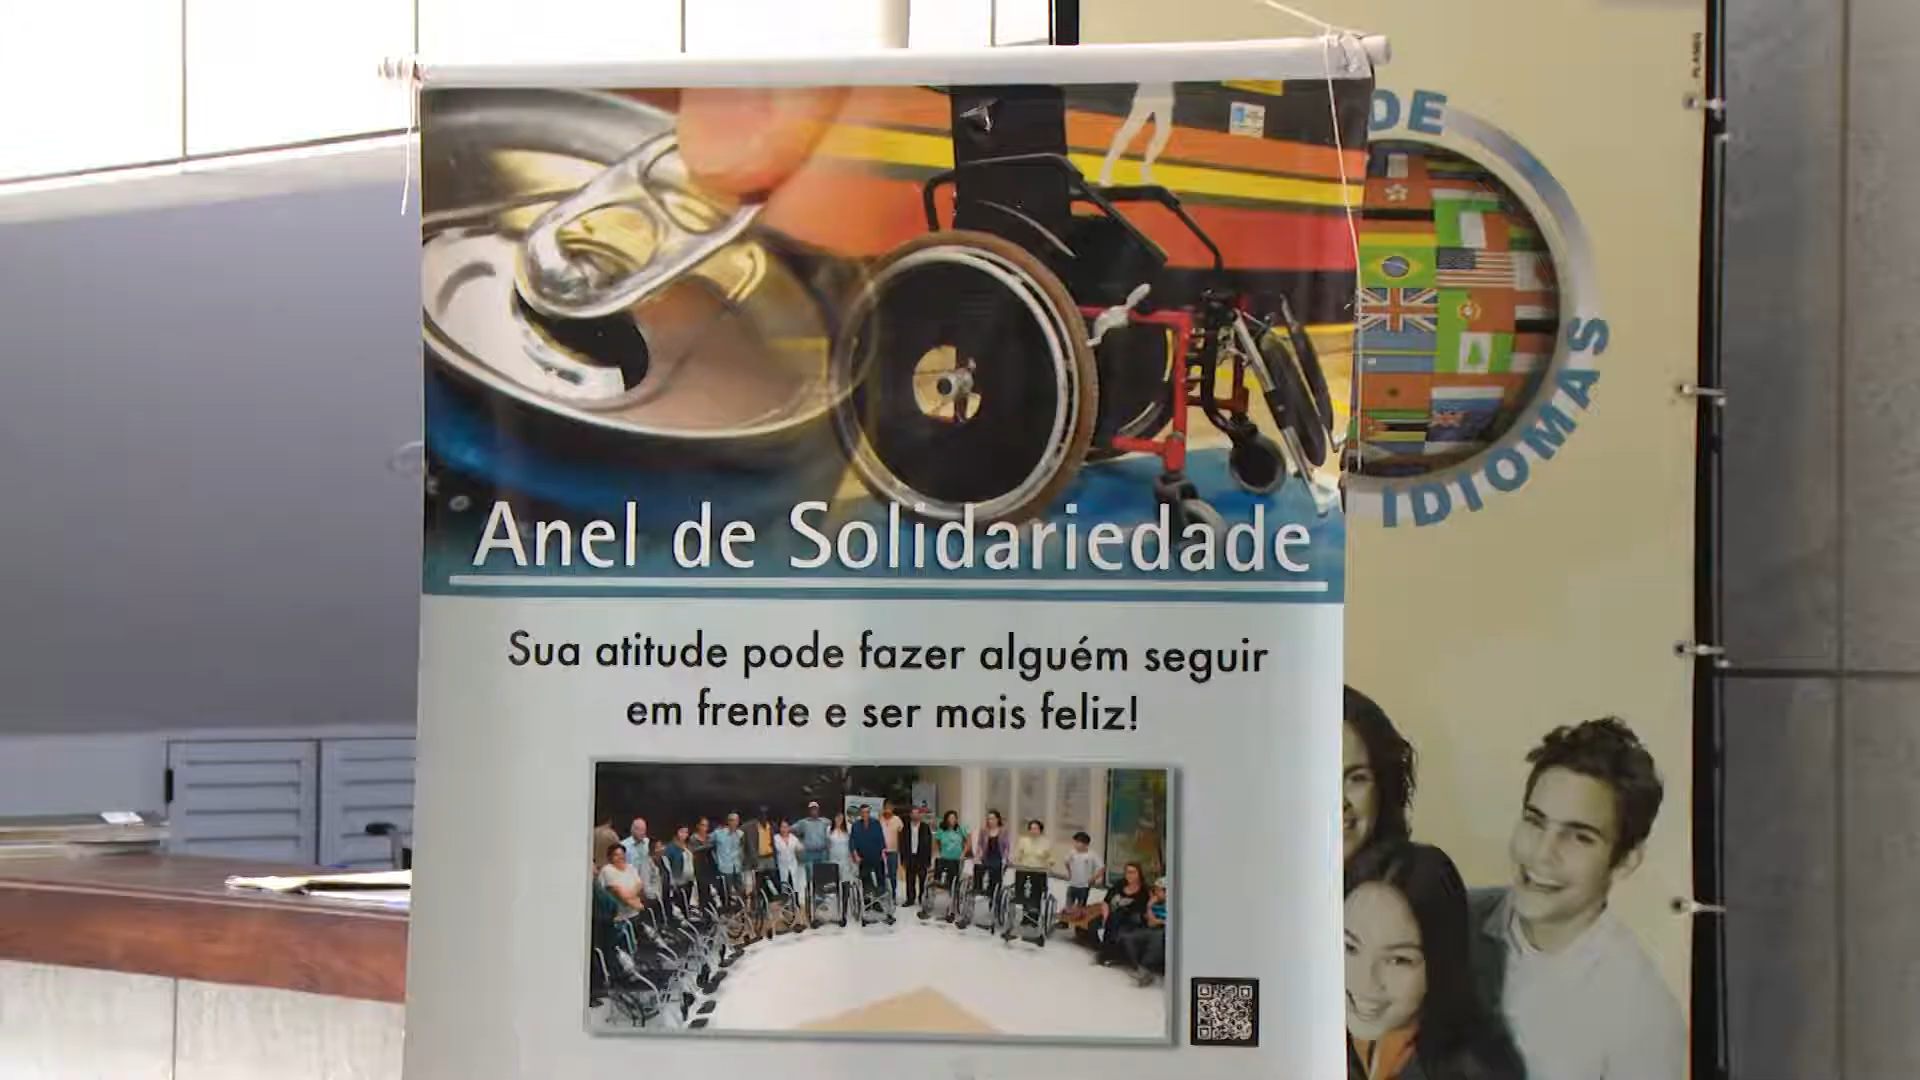 Anel de Solidariedade
Sua atitude pode fazer alguém seguir
em frente e ser mais feliz!
DE
IDIOMAS